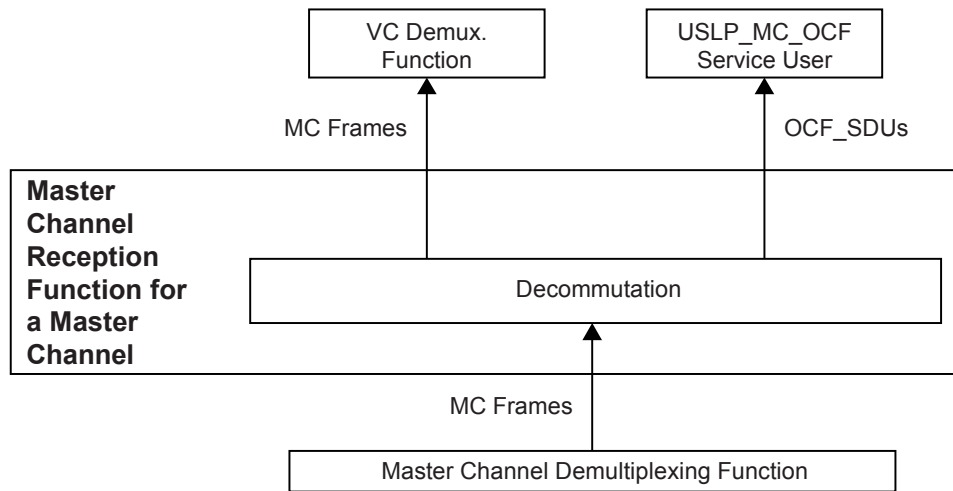 VC Demux.
Function
USLP_MC_OCF
Service User
MC Frames
OCF_SDUs
Master
Channel
Reception
Function for
a Master
Channel
Decommutation
MC Frames
Master Channel Demultiplexing Function